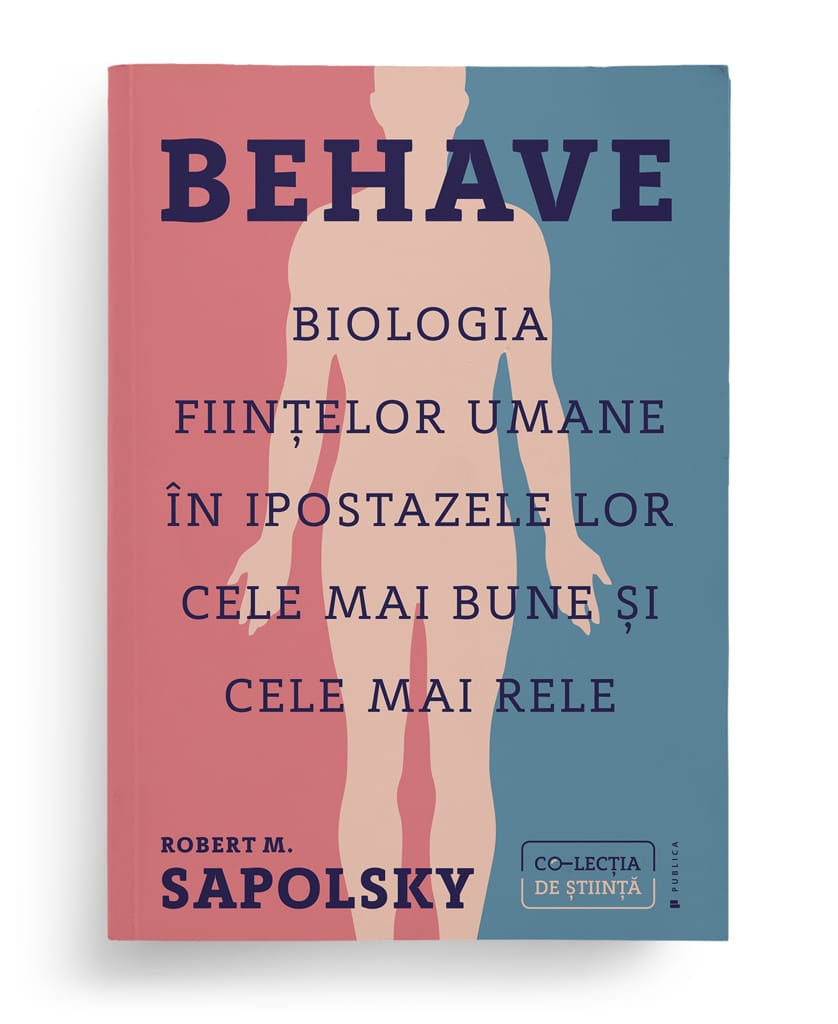 BEHAVE
BIOLOGIA
FIINȚELOR UMANE
ÎN IPOSTAZELE LOR
CELE MAI BUNE ȘI
CELE MAI RELE
ROBERT M.
SAPOLSKY
CO-LECȚIA
DE ȘTIINȚĂ
PUBLICA